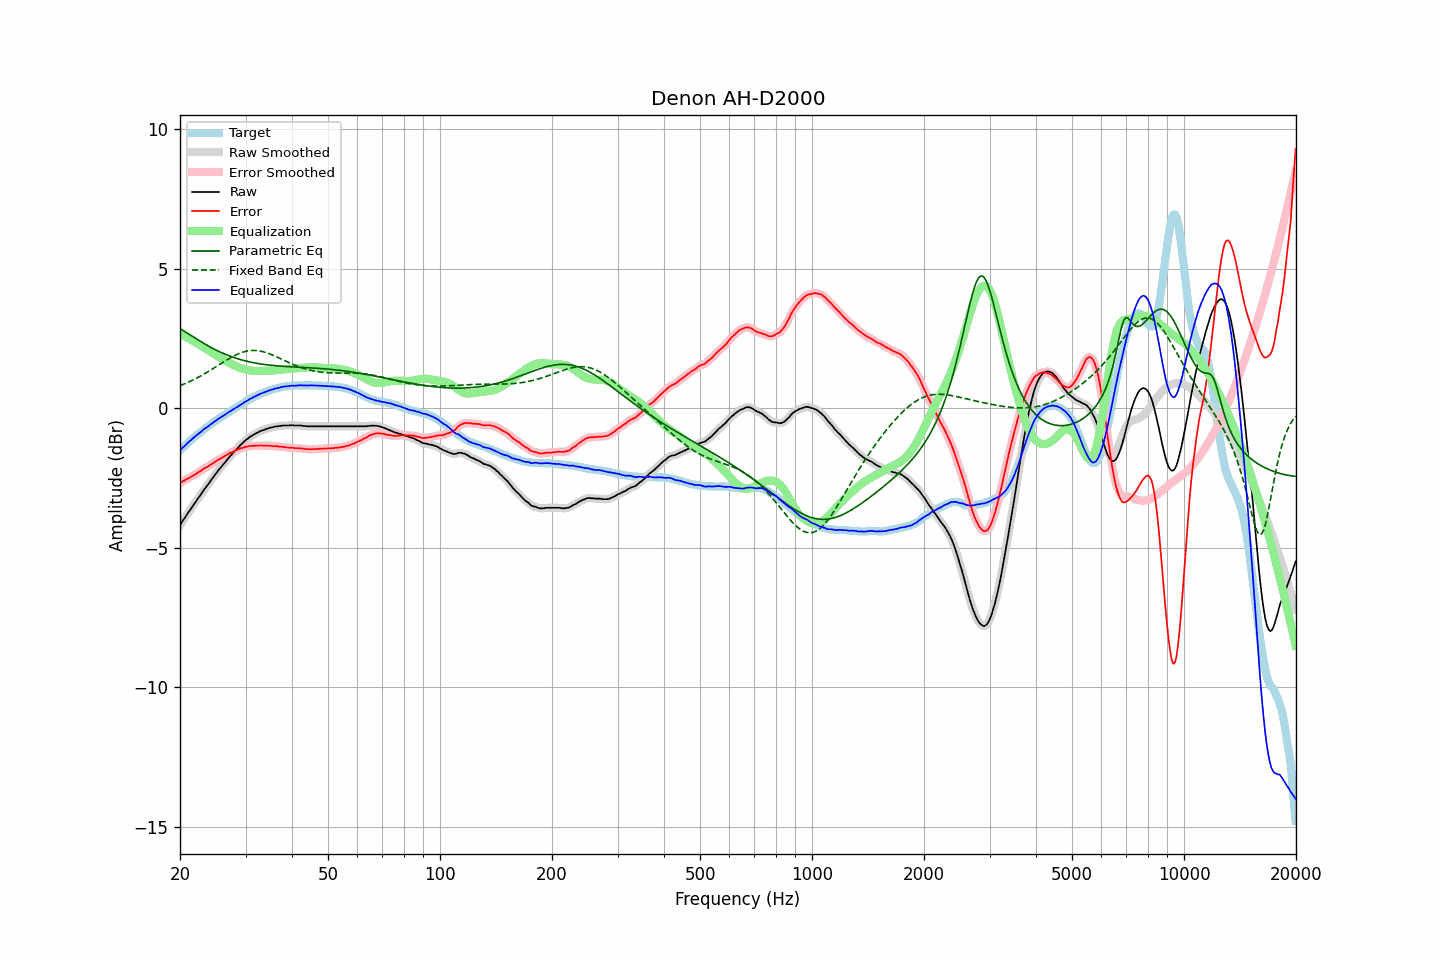 Denon AH-D2000
Amplitude (dBr)
10
5
0
−5
−10
−15
Target
Raw Smoothed
Error Smoothed
Raw
Error
Equalization
Parametric Eq
Fixed Band Eq
Equalized
20 50 100 200 500 1000 2000 5000 10000 20000
Frequency (Hz)